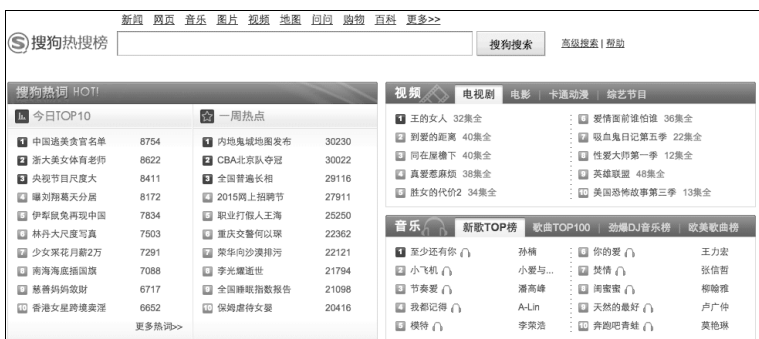 新闻 网页 音乐 图片 视频 地图 问问 购物 百科 更多>>
搜狗热搜榜 搜狗搜索 高级搜索 | 帮助
搜狗热词 HOT!
今日TOP10
1 中国逃美贪官名单 8754
2 浙大美女体育老师 8622
3 央视节目尺度大 8411
4 曝刘翔葛天分居 8172
5 伊犁鼠兔再现中国 7834
6 林丹大尺度写真 7503
7 少女采花月薪2万 7291
8 南海海底插国旗 7088
9 慈善妈妈敛财 6717
10 香港女星跨境卖淫 6652
更多热词>>
一周热点
1 内地鬼城地图发布 30230
2 CBA北京队夺冠 30022
3 全国普遍长相 29116
4 2015网上招聘节 27911
5 职业打假人王海 25250
6 重庆交警何以琛 22362
7 荣华向沙漠排污 22121
8 李光耀逝世 21794
9 全国睡眠指数报告 21098
10 保姆虐待女婴 20416
视频 电视剧 电影 | 卡通动漫 | 综艺节目
1 王的女人 32集全
2 到爱的距离 40集全
3 同在屋檐下 40集全
4 真爱惹麻烦 38集全
5 胜女的代价2 34集全
6 爱情面前谁怕谁 36集全
7 吸血鬼日记第五季 22集全
8 性爱大师第一季 12集全
9 英雄联盟 48集全
10 美国恐怖故事第三季 13集全
音乐 新歌TOP榜 歌曲TOP100 | 劲爆DJ音乐榜 | 欧美歌曲榜
1 至少还有你 孙楠
2 小飞机 小爱与...
3 节奏爱 潘高峰
4 我都记得 A-Lin
5 模特 李荣浩
6 你的爱 王力宏
7 焚情 张信哲
8 闺蜜蜜 柳翰雅
9 天然的最好 卢广仲
10 奔跑吧青蛙 莫艳琳